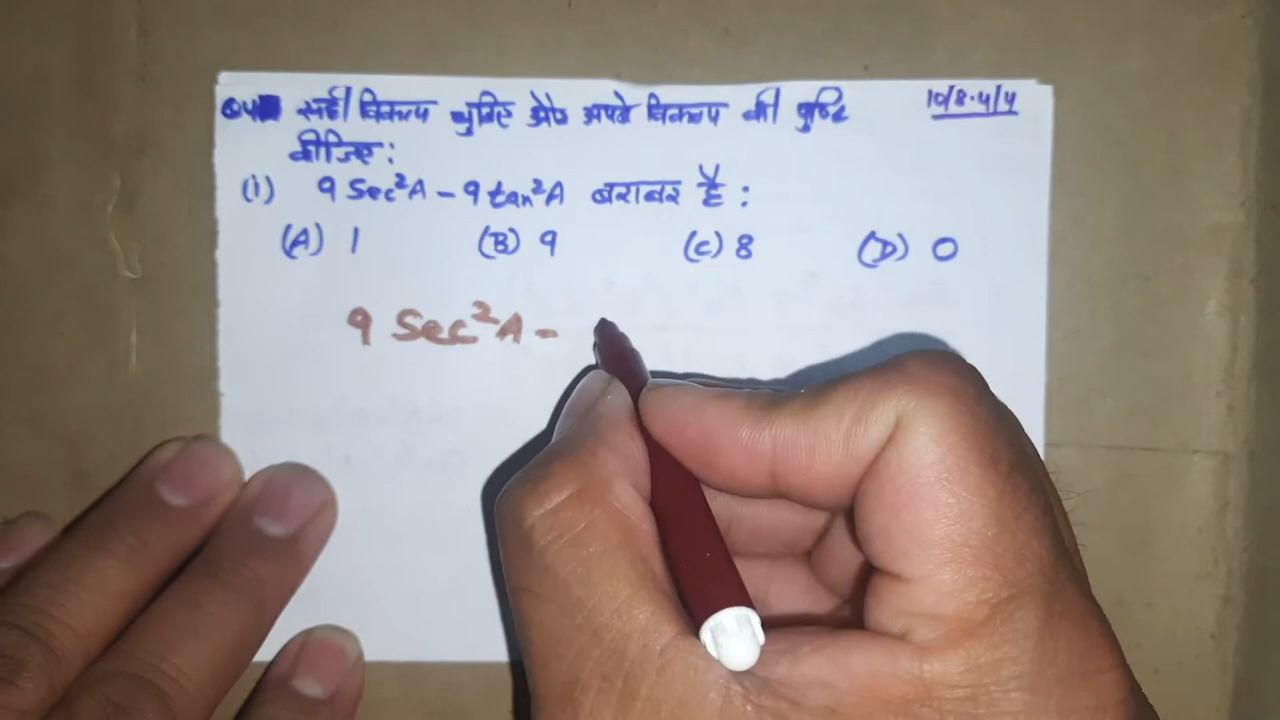 Q4 सही विकल्प चुनिए और अपने विकल्प की पुष्टि
कीजिए:
10/8.4/4
(i) 9 Sec²A - 9 tan²A बराबर है :
(A) 1 (B) 9 (C) 8 (D) 0
9 Sec²A -